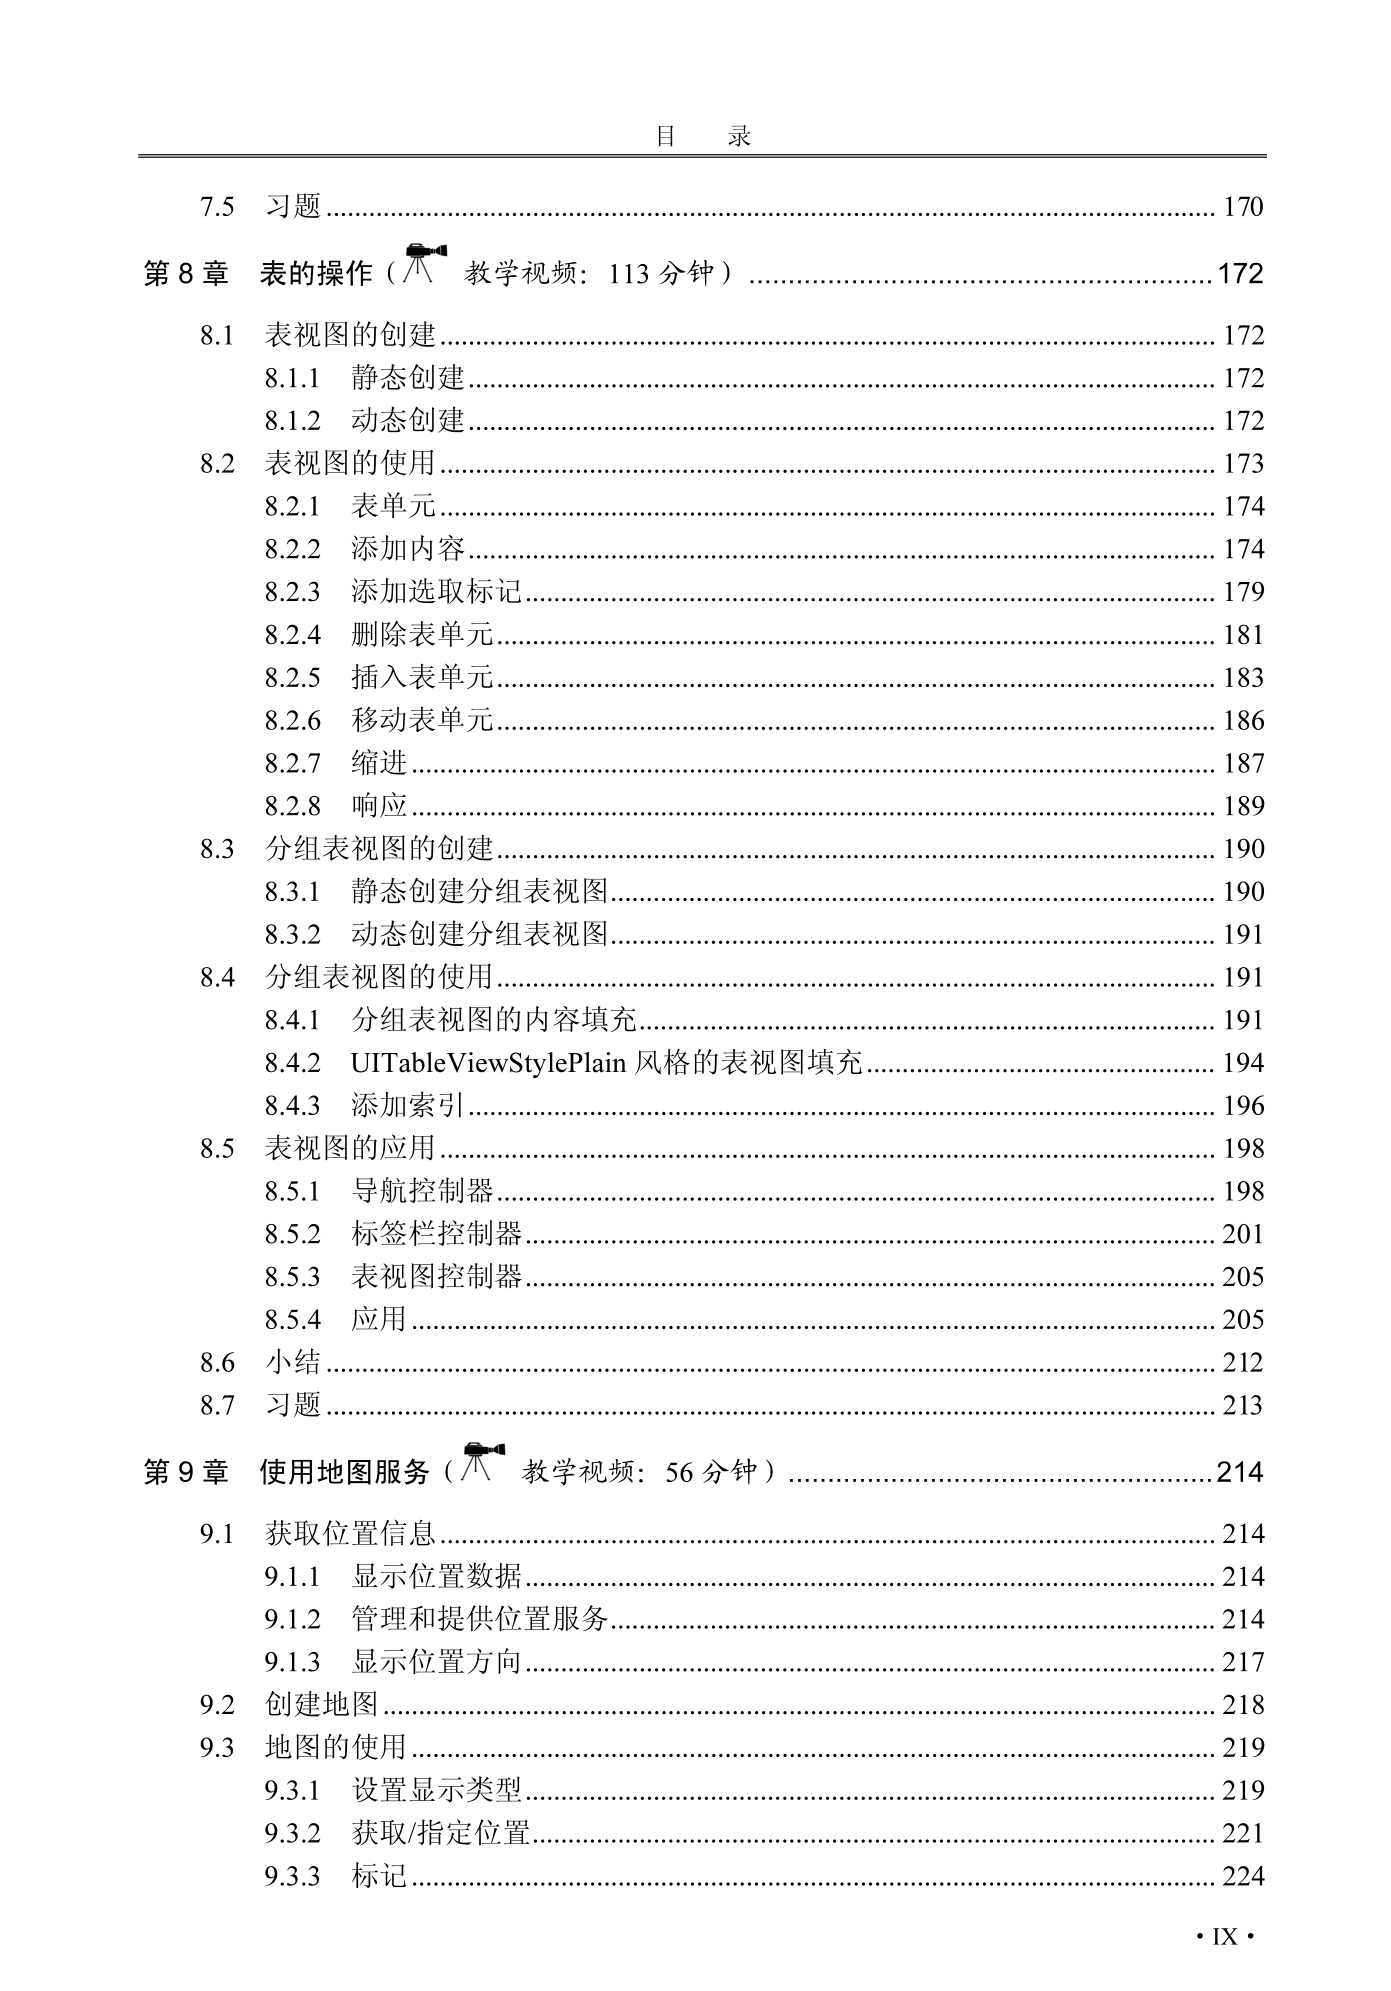 目 录
7.5 习题 170
第 8 章 表的操作（ 教学视频：113 分钟） 172
8.1 表视图的创建 172
8.1.1 静态创建 172
8.1.2 动态创建 172
8.2 表视图的使用 173
8.2.1 表单元 174
8.2.2 添加内容 174
8.2.3 添加选取标记 179
8.2.4 删除表单元 181
8.2.5 插入表单元 183
8.2.6 移动表单元 186
8.2.7 缩进 187
8.2.8 响应 189
8.3 分组表视图的创建 190
8.3.1 静态创建分组表视图 190
8.3.2 动态创建分组表视图 191
8.4 分组表视图的使用 191
8.4.1 分组表视图的内容填充 191
8.4.2 UITableViewStylePlain 风格的表视图填充 194
8.4.3 添加索引 196
8.5 表视图的应用 198
8.5.1 导航控制器 198
8.5.2 标签栏控制器 201
8.5.3 表视图控制器 205
8.5.4 应用 205
8.6 小结 212
8.7 习题 213
第 9 章 使用地图服务（ 教学视频：56 分钟） 214
9.1 获取位置信息 214
9.1.1 显示位置数据 214
9.1.2 管理和提供位置服务 214
9.1.3 显示位置方向 217
9.2 创建地图 218
9.3 地图的使用 219
9.3.1 设置显示类型 219
9.3.2 获取/指定位置 221
9.3.3 标记 224
· IX ·